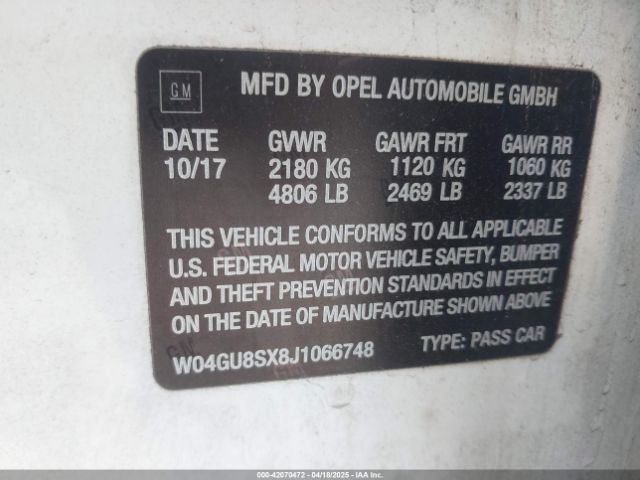 GM
MFD BY OPEL AUTOMOBILE GMBH
DATE GVWR GAWR FRT GAWR RR
10/17 2180 KG 1120 KG 1060 KG
4806 LB 2469 LB 2337 LB
THIS VEHICLE CONFORMS TO ALL APPLICABLE
U.S. FEDERAL MOTOR VEHICLE SAFETY, BUMPER
AND THEFT PREVENTION STANDARDS IN EFFECT
ON THE DATE OF MANUFACTURE SHOWN ABOVE
W04GU8SX8J1066748 TYPE: PASS CAR
000-42070472 - 04/18/2025 - IAA Inc.